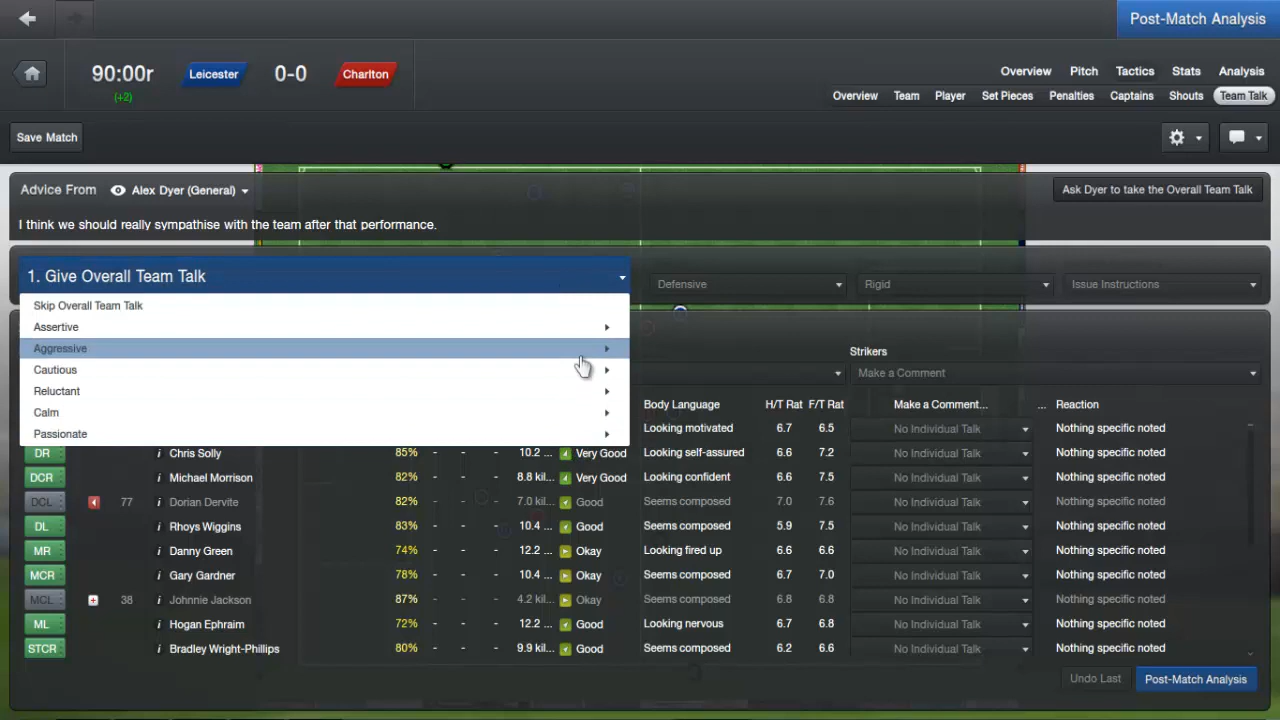 Post-Match Analysis
90:00r
(+2)
Leicester
0-0
Charlton
Overview Pitch Tactics Stats Analysis
Overview Team Player Set Pieces Penalties Captains Shouts Team Talk
Save Match
Advice From Alex Dyer (General)
Ask Dyer to take the Overall Team Talk
I think we should really sympathise with the team after that performance.
1. Give Overall Team Talk
Defensive Rigid Issue Instructions
Skip Overall Team Talk
Assertive
Aggressive
Cautious
Reluctant
Calm
Passionate
Strikers
Make a Comment
Body Language H/T Rat F/T Rat Make a Comment... ... Reaction
Looking motivated 6.7 6.5 No Individual Talk Nothing specific noted
DR i Chris Solly 85% - - - 10.2 ... Very Good Looking self-assured 6.6 7.2 No Individual Talk Nothing specific noted
DCR i Michael Morrison 82% - - - 8.8 kil... Very Good Looking confident 6.6 7.5 No Individual Talk Nothing specific noted
DCL 77 i Dorian Dervite 82% - - - 7.0 kil... Good Seems composed 7.0 7.6 No Individual Talk Nothing specific noted
DL i Rhoys Wiggins 83% - - - 10.4 ... Good Seems composed 5.9 7.5 No Individual Talk Nothing specific noted
MR i Danny Green 74% - - - 12.2 ... Okay Looking fired up 6.6 6.6 No Individual Talk Nothing specific noted
MCR i Gary Gardner 78% - - - 10.4 ... Okay Seems composed 6.7 7.0 No Individual Talk Nothing specific noted
MCL 38 i Johnnie Jackson 87% - - - 4.2 kil... Okay Seems composed 6.8 6.8 No Individual Talk Nothing specific noted
ML i Hogan Ephraim 72% - - - 12.2 ... Good Looking nervous 6.7 6.8 No Individual Talk Nothing specific noted
STCR i Bradley Wright-Phillips 80% - - - 9.9 kil... Good Seems composed 6.2 6.6 No Individual Talk Nothing specific noted
Undo Last Post-Match Analysis